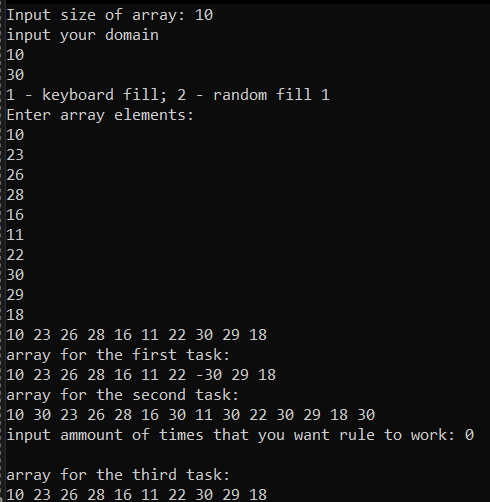 Input size of array: 10
input your domain
10
30
1 - keyboard fill; 2 - random fill 1
Enter array elements:
10
23
26
28
16
11
22
30
29
18
10 23 26 28 16 11 22 30 29 18
array for the first task:
10 23 26 28 16 11 22 -30 29 18
array for the second task:
10 30 23 26 28 16 30 11 30 22 30 29 18 30
input ammount of times that you want rule to work: 0

array for the third task:
10 23 26 28 16 11 22 30 29 18